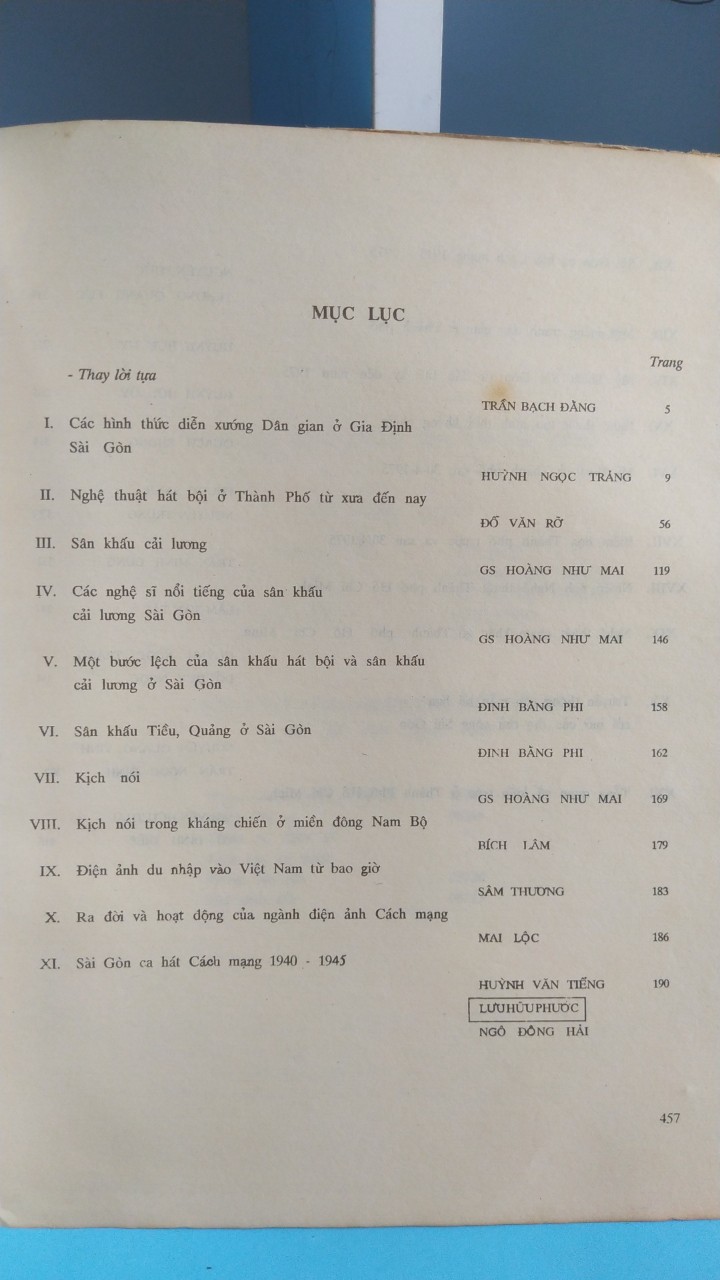 MỤC LỤC
Trang
- Thay lời tựa
TRẦN BẠCH ĐẰNG 5
I. Các hình thức diễn xướng Dân gian ở Gia Định
Sài Gòn
HUỲNH NGỌC TRẢNG 9
II. Nghệ thuật hát bội ở Thành Phố từ xưa đến nay
ĐỖ VĂN RỠ 56
III. Sân khấu cải lương
GS HOÀNG NHƯ MAI 119
IV. Các nghệ sĩ nổi tiếng của sân khấu
cải lương Sài Gòn
GS HOÀNG NHƯ MAI 146
V. Một bước lệch của sân khấu hát bội và sân khấu
cải lương ở Sài Gòn
ĐINH BẰNG PHI 158
VI. Sân khấu Tiều, Quảng ở Sài Gòn
ĐINH BẰNG PHI 162
VII. Kịch nói
GS HOÀNG NHƯ MAI 169
VIII. Kịch nói trong kháng chiến ở miền đông Nam Bộ
BÍCH LÂM 179
IX. Điện ảnh du nhập vào Việt Nam từ bao giờ
SÂM THƯƠNG 183
X. Ra đời và hoạt động của ngành điện ảnh Cách mạng
MAI LỘC 186
XI. Sài Gòn ca hát Cách mạng 1940 - 1945
HUỲNH VĂN TIỂNG 190
LƯU HỮU PHƯỚC
NGÔ ĐÔNG HẢI
457